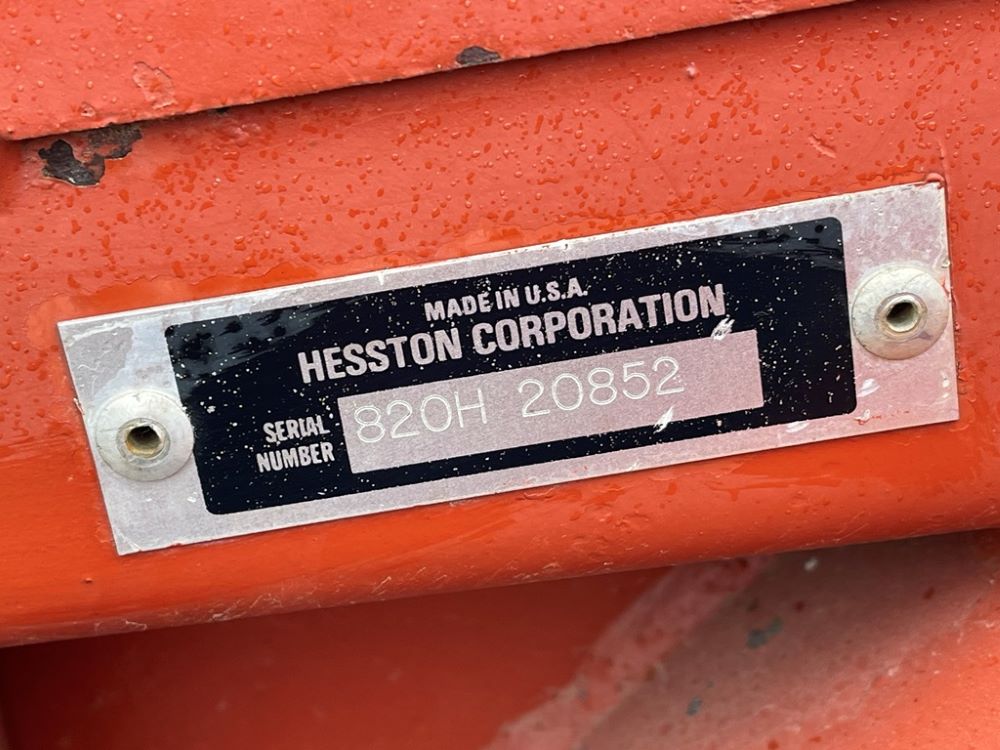 MADE IN U.S.A.
HESSTON CORPORATION
SERIAL NUMBER
820H 20852